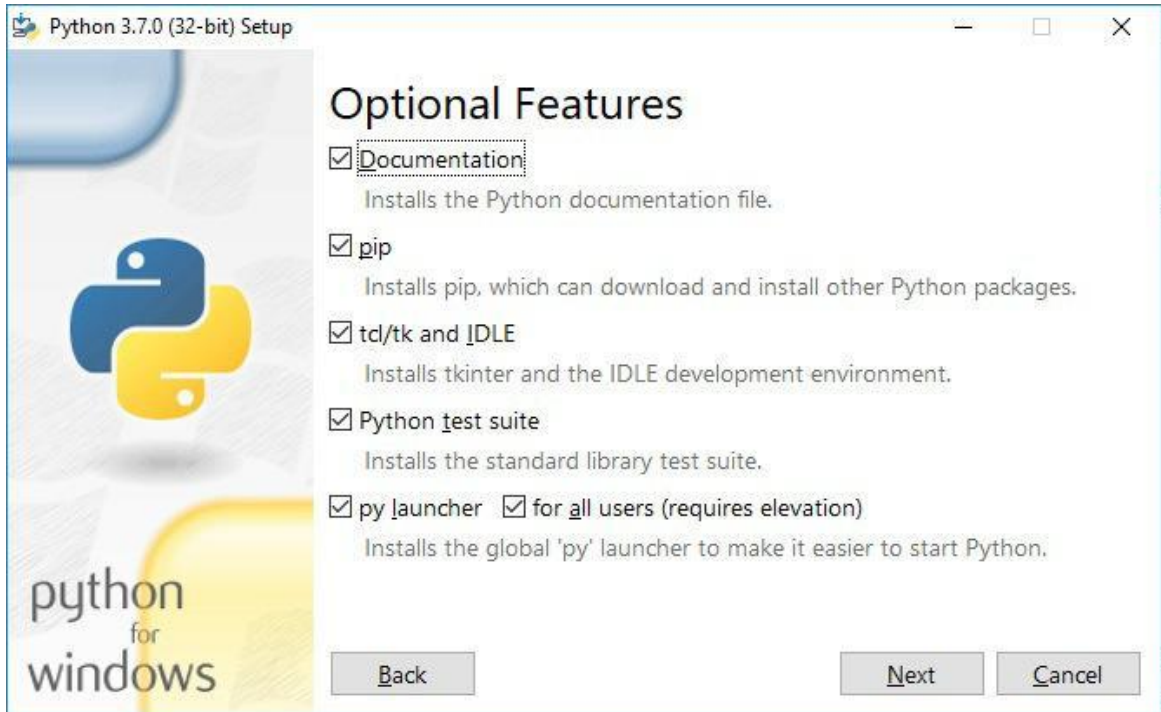 Python 3.7.0 (32-bit) Setup
Optional Features
Documentation
Installs the Python documentation file.
pip
Installs pip, which can download and install other Python packages.
tcl/tk and IDLE
Installs tkinter and the IDLE development environment.
Python test suite
Installs the standard library test suite.
py launcher for all users (requires elevation)
Installs the global 'py' launcher to make it easier to start Python.
python
for
windows
Back Next Cancel